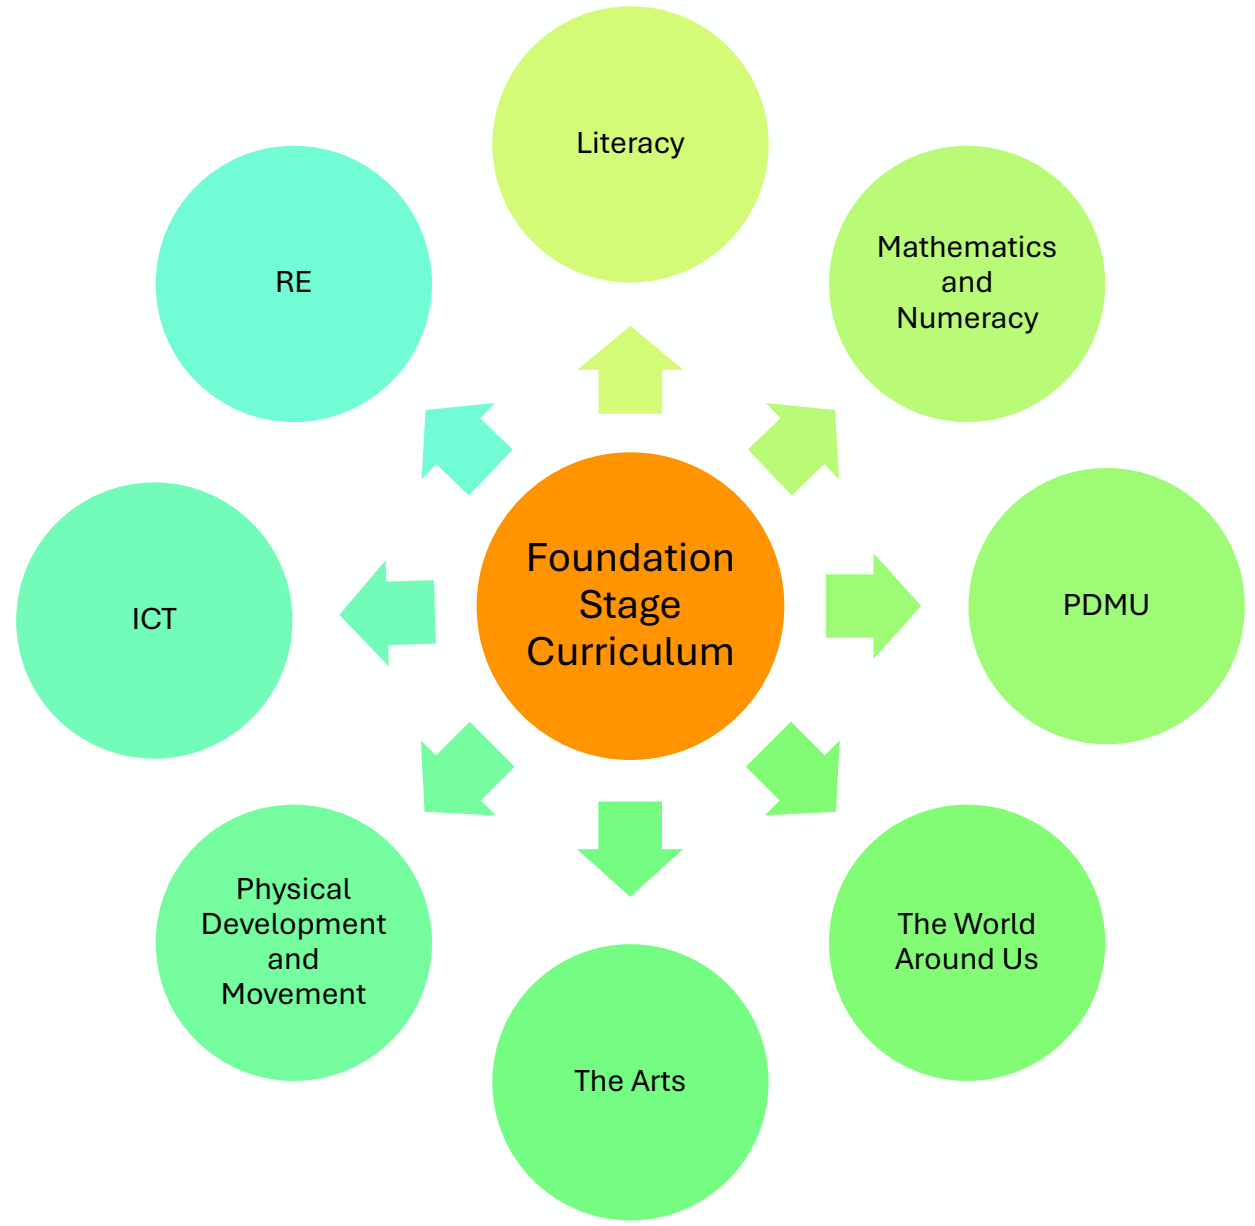 Literacy
Mathematics
and
Numeracy
PDMU
The World
Around Us
The Arts
Physical
Development
and
Movement
ICT
RE
Foundation
Stage
Curriculum